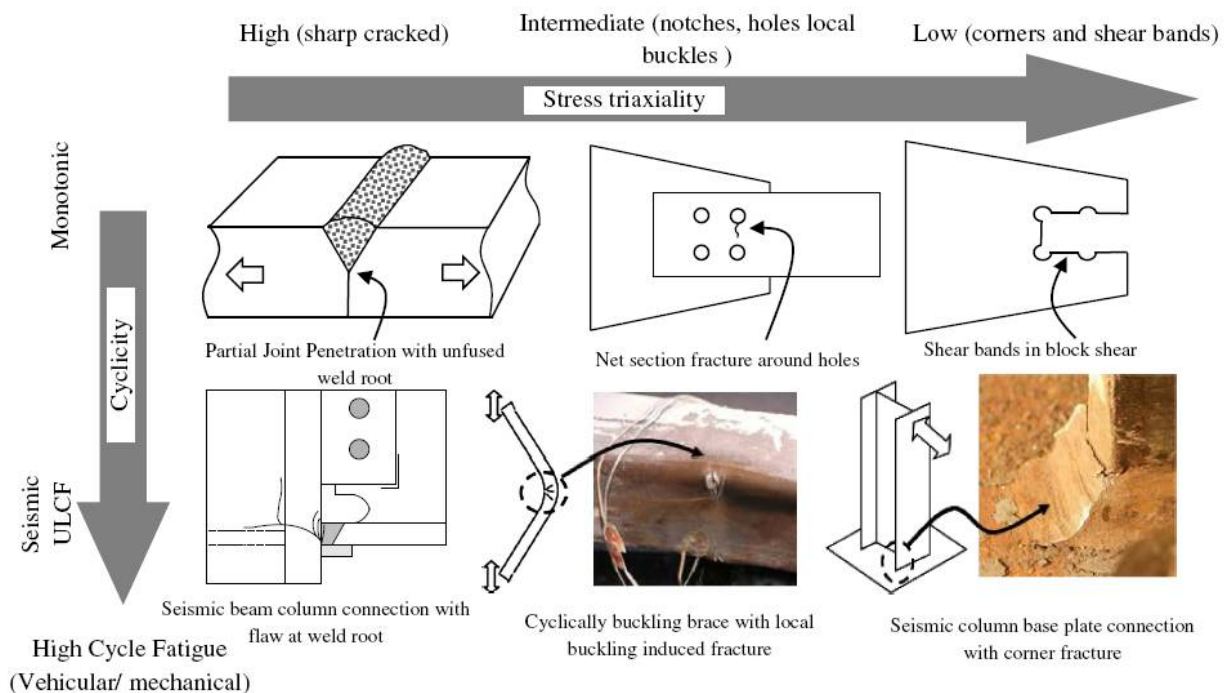 High (sharp cracked)
Intermediate (notches, holes local
buckles )
Low (corners and shear bands)
Stress triaxiality
Monotonic
Cyclicity
Seismic
ULCF
High Cycle Fatigue
(Vehicular/ mechanical)
Partial Joint Penetration with unfused
weld root
Net section fracture around holes
Shear bands in block shear
Seismic beam column connection with
flaw at weld root
Cyclically buckling brace with local
buckling induced fracture
Seismic column base plate connection
with corner fracture